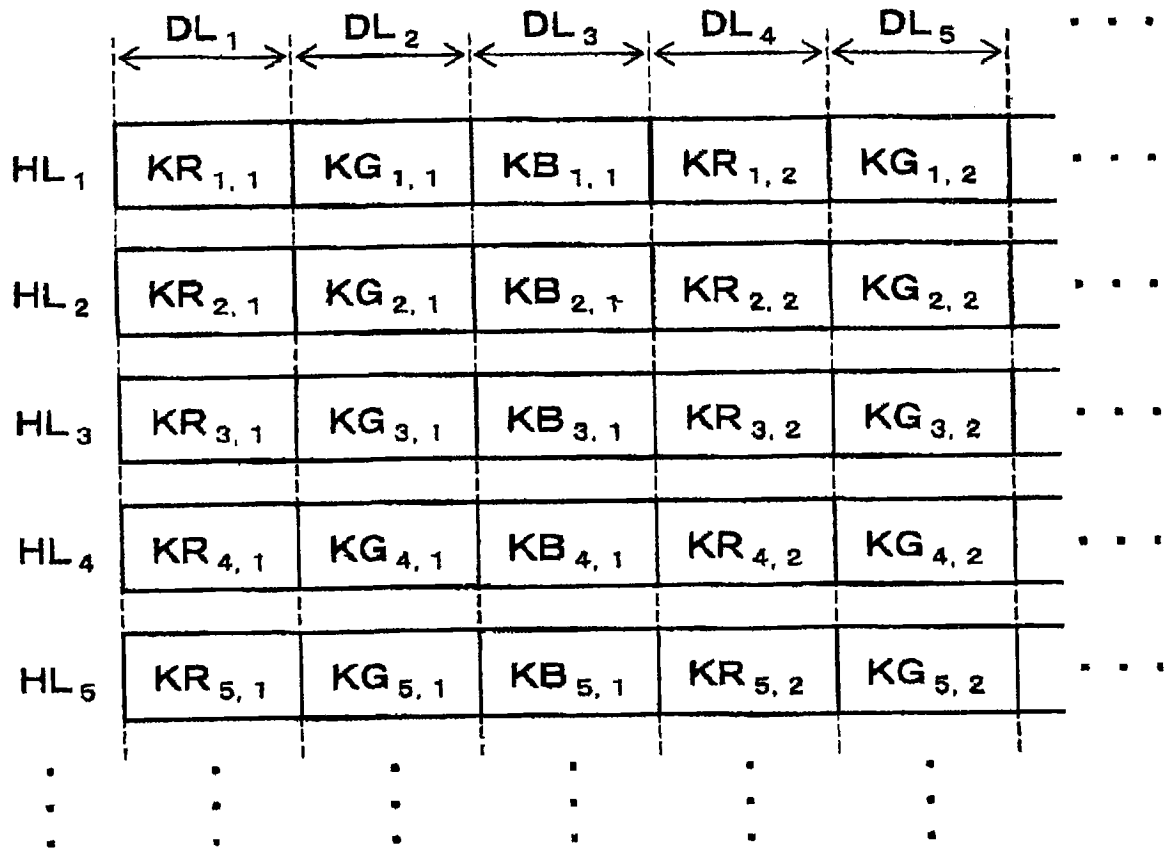 DL₁ DL₂ DL₃ DL₄ DL₅ . . .
HL₁ KR₁,₁ KG₁,₁ KB₁,₁ KR₁,₂ KG₁,₂ . . .
HL₂ KR₂,₁ KG₂,₁ KB₂,₁ KR₂,₂ KG₂,₂ . . .
HL₃ KR₃,₁ KG₃,₁ KB₃,₁ KR₃,₂ KG₃,₂ . . .
HL₄ KR₄,₁ KG₄,₁ KB₄,₁ KR₄,₂ KG₄,₂ . . .
HL₅ KR₅,₁ KG₅,₁ KB₅,₁ KR₅,₂ KG₅,₂ . . .